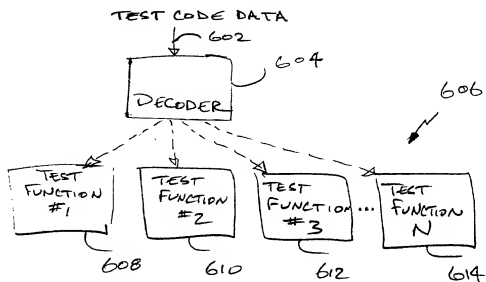 TEST CODE DATA
602
604
DECODER
606
TEST
FUNCTION
#1
TEST
FUNCTION
#2
TEST
FUNCTION
#3
...
TEST
FUNCTION
N
608
610
612
614